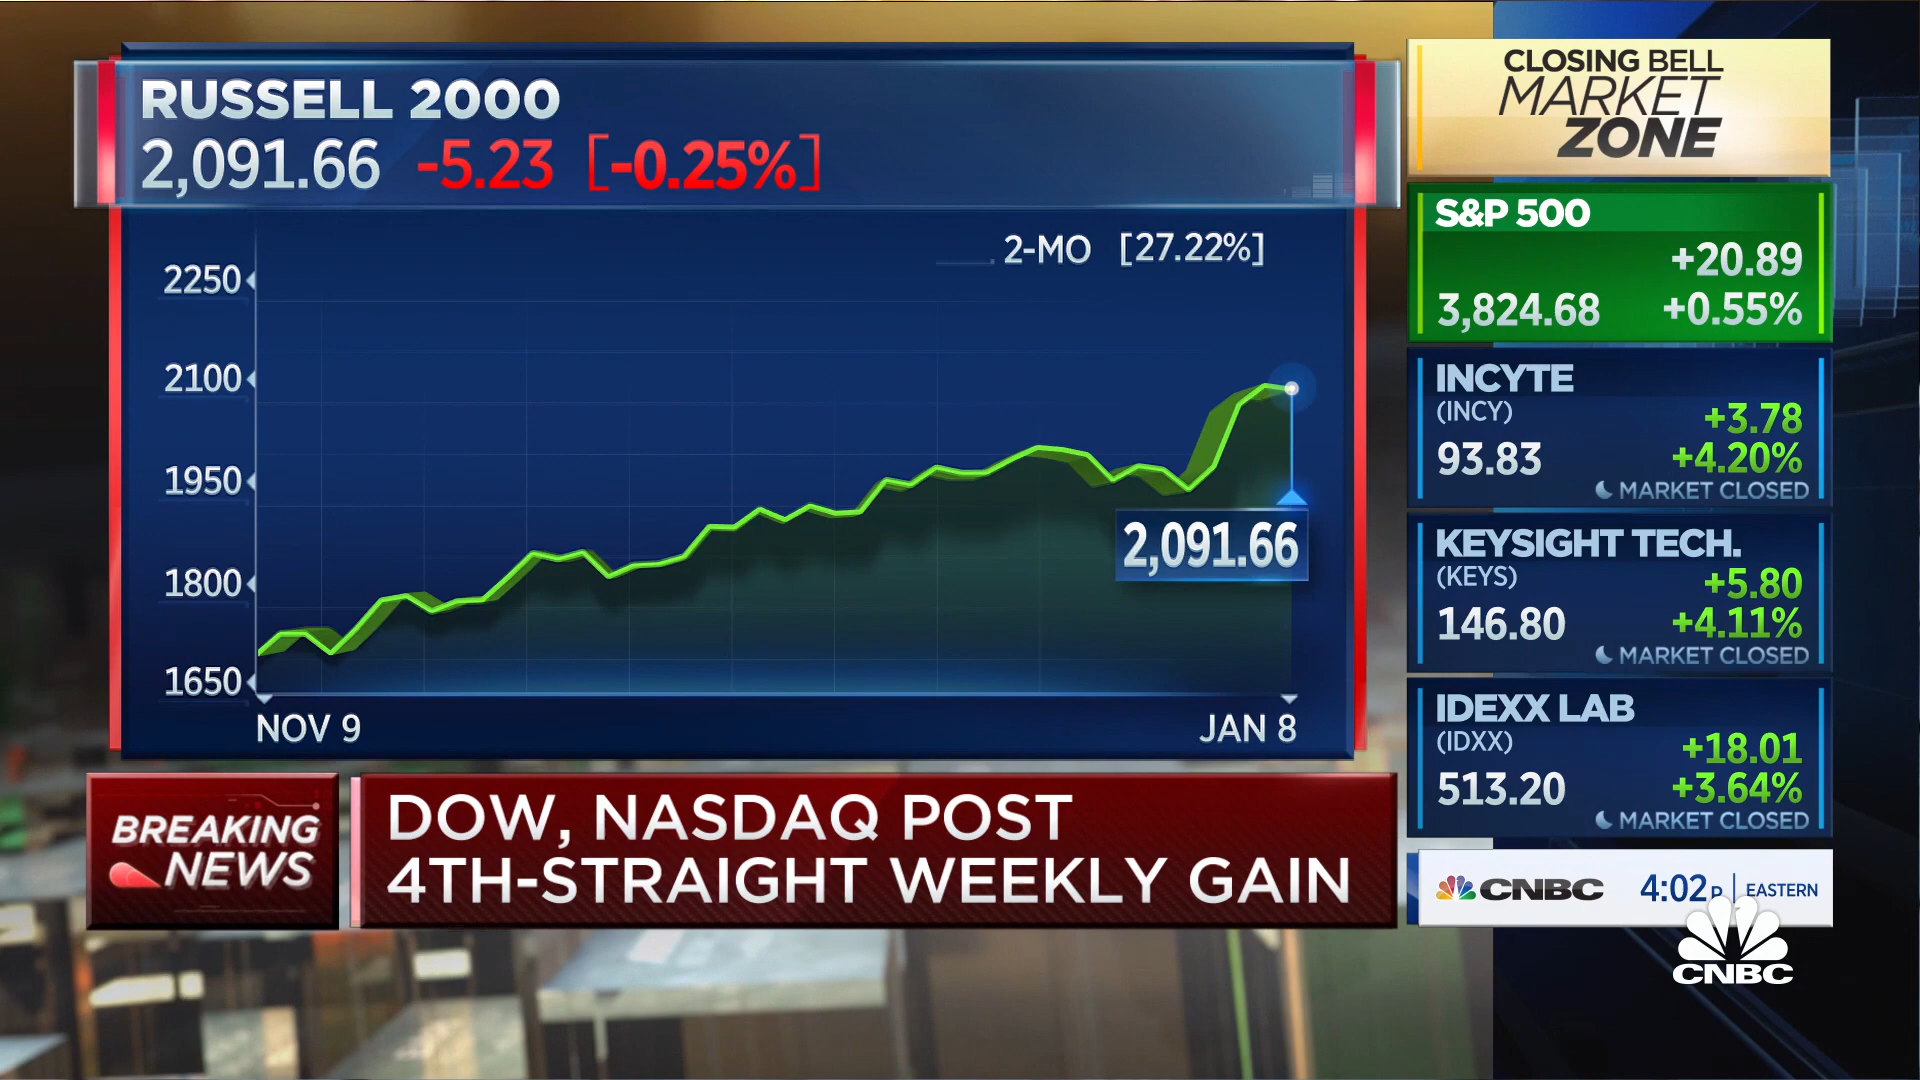 RUSSELL 2000
2,091.66 -5.23 [-0.25%]
2-MO [27.22%]
2250
2100
1950
1800
1650
2,091.66
NOV 9 JAN 8
BREAKING
NEWS
DOW, NASDAQ POST
4TH-STRAIGHT WEEKLY GAIN
CLOSING BELL
MARKET
ZONE
S&P 500
+20.89
3,824.68 +0.55%
INCYTE
(INCY) +3.78
93.83 +4.20%
MARKET CLOSED
KEYSIGHT TECH.
(KEYS) +5.80
146.80 +4.11%
MARKET CLOSED
IDEXX LAB
(IDXX) +18.01
513.20 +3.64%
MARKET CLOSED
CNBC 4:02P EASTERN
CNBC